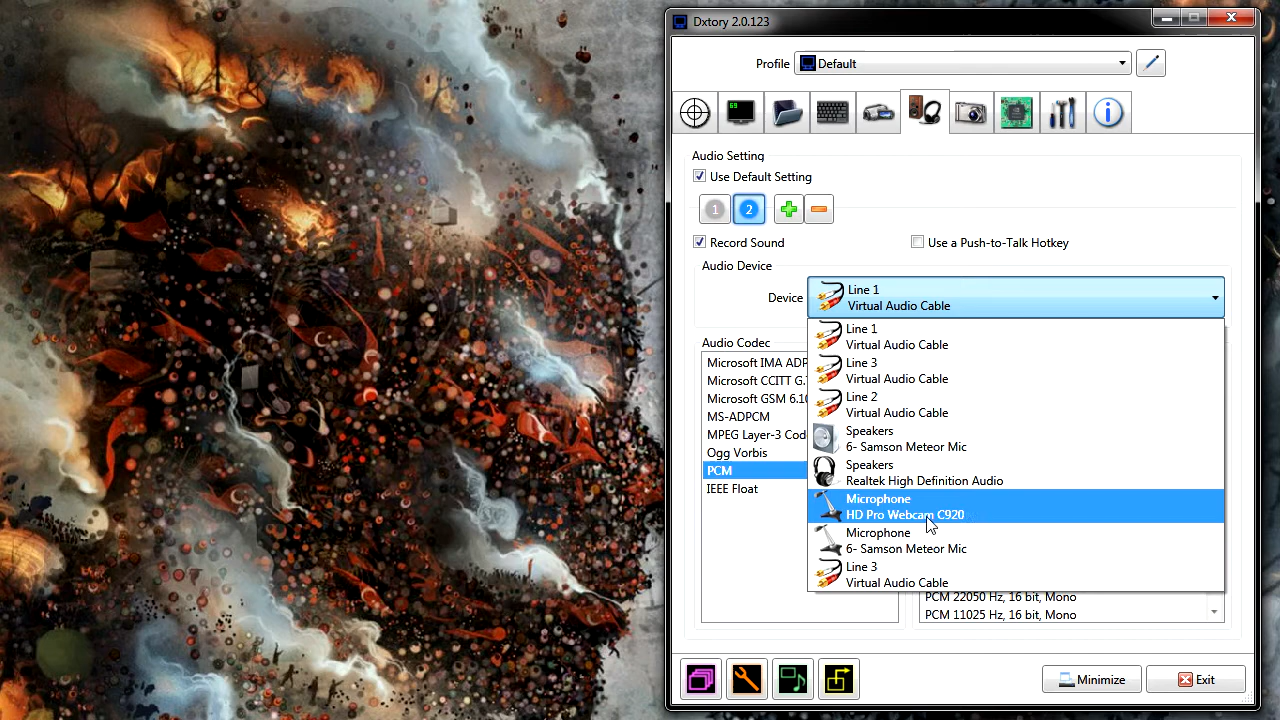 Dxtory 2.0.123
Profile
Default
69
Audio Setting
Use Default Setting
1
2
Record Sound
Use a Push-to-Talk Hotkey
Audio Device
Device
Line 1
Virtual Audio Cable
Line 1
Virtual Audio Cable
Line 3
Virtual Audio Cable
Line 2
Virtual Audio Cable
Speakers
6- Samson Meteor Mic
Speakers
Realtek High Definition Audio
Microphone
HD Pro Webcam C920
Microphone
6- Samson Meteor Mic
Line 3
Virtual Audio Cable
Audio Codec
Microsoft IMA ADP
Microsoft CCITT G.
Microsoft GSM 6.10
MS-ADPCM
MPEG Layer-3 Cod
Ogg Vorbis
PCM
IEEE Float
PCM 22050 Hz, 16 bit, Mono
PCM 11025 Hz, 16 bit, Mono
Minimize
Exit